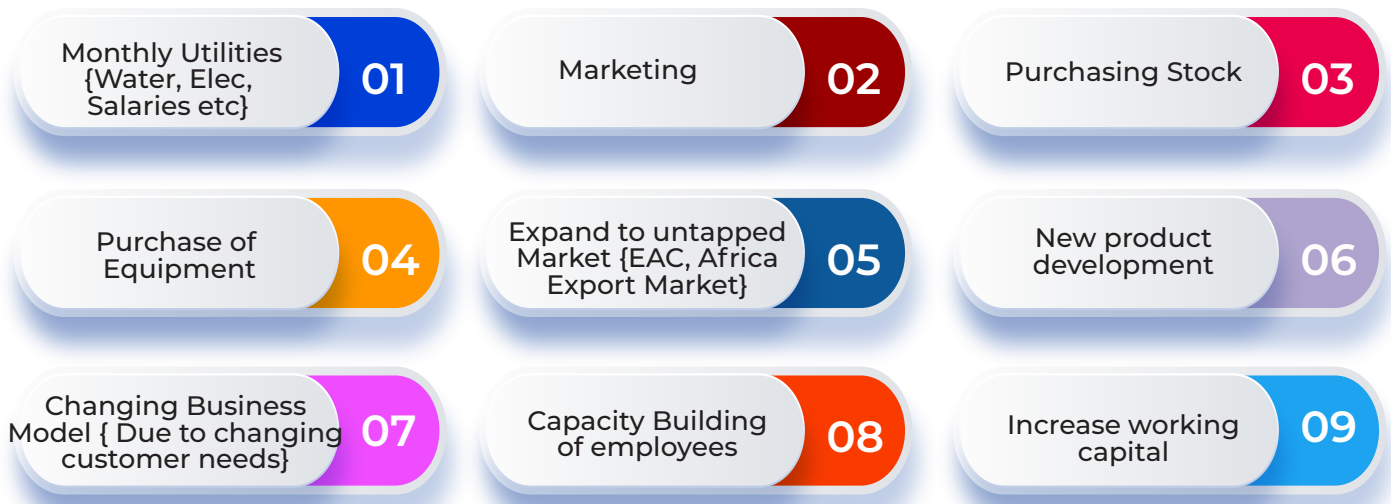 Monthly Utilities
{Water, Elec,
Salaries etc}
01
Marketing
02
Purchasing Stock
03
Purchase of
Equipment
04
Expand to untapped
Market {EAC, Africa
Export Market}
05
New product
development
06
Changing Business
Model { Due to changing
customer needs}
07
Capacity Building
of employees
08
Increase working
capital
09